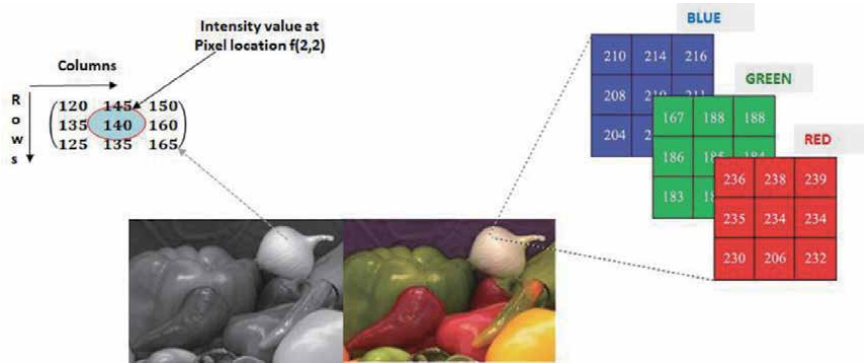 Intensity value at
Pixel location f(2,2)
Columns
Rows
120 145 150
135 140 160
125 135 165
BLUE
210 214 216
208
204
GREEN
167 188 188
186
183
RED
236 238 239
235 234 234
230 206 232